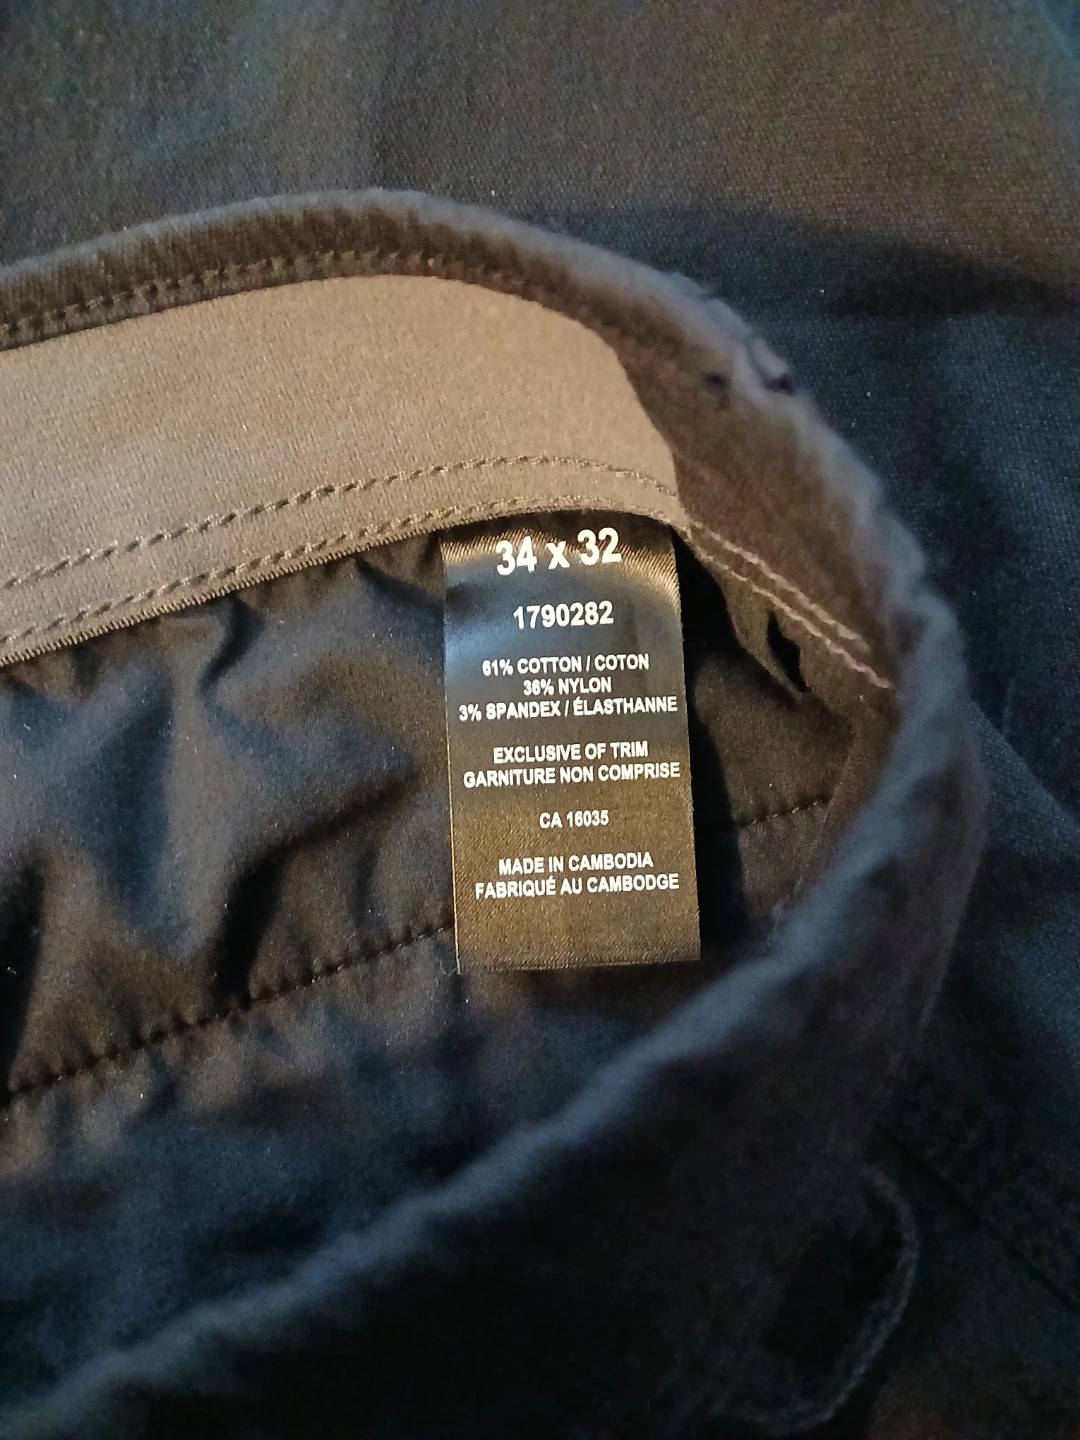 34 x 32
1790282
61% COTTON / COTON
36% NYLON
3% SPANDEX / ÉLASTHANNE
EXCLUSIVE OF TRIM
GARNITURE NON COMPRISE
CA 16035
MADE IN CAMBODIA
FABRIQUÉ AU CAMBODGE